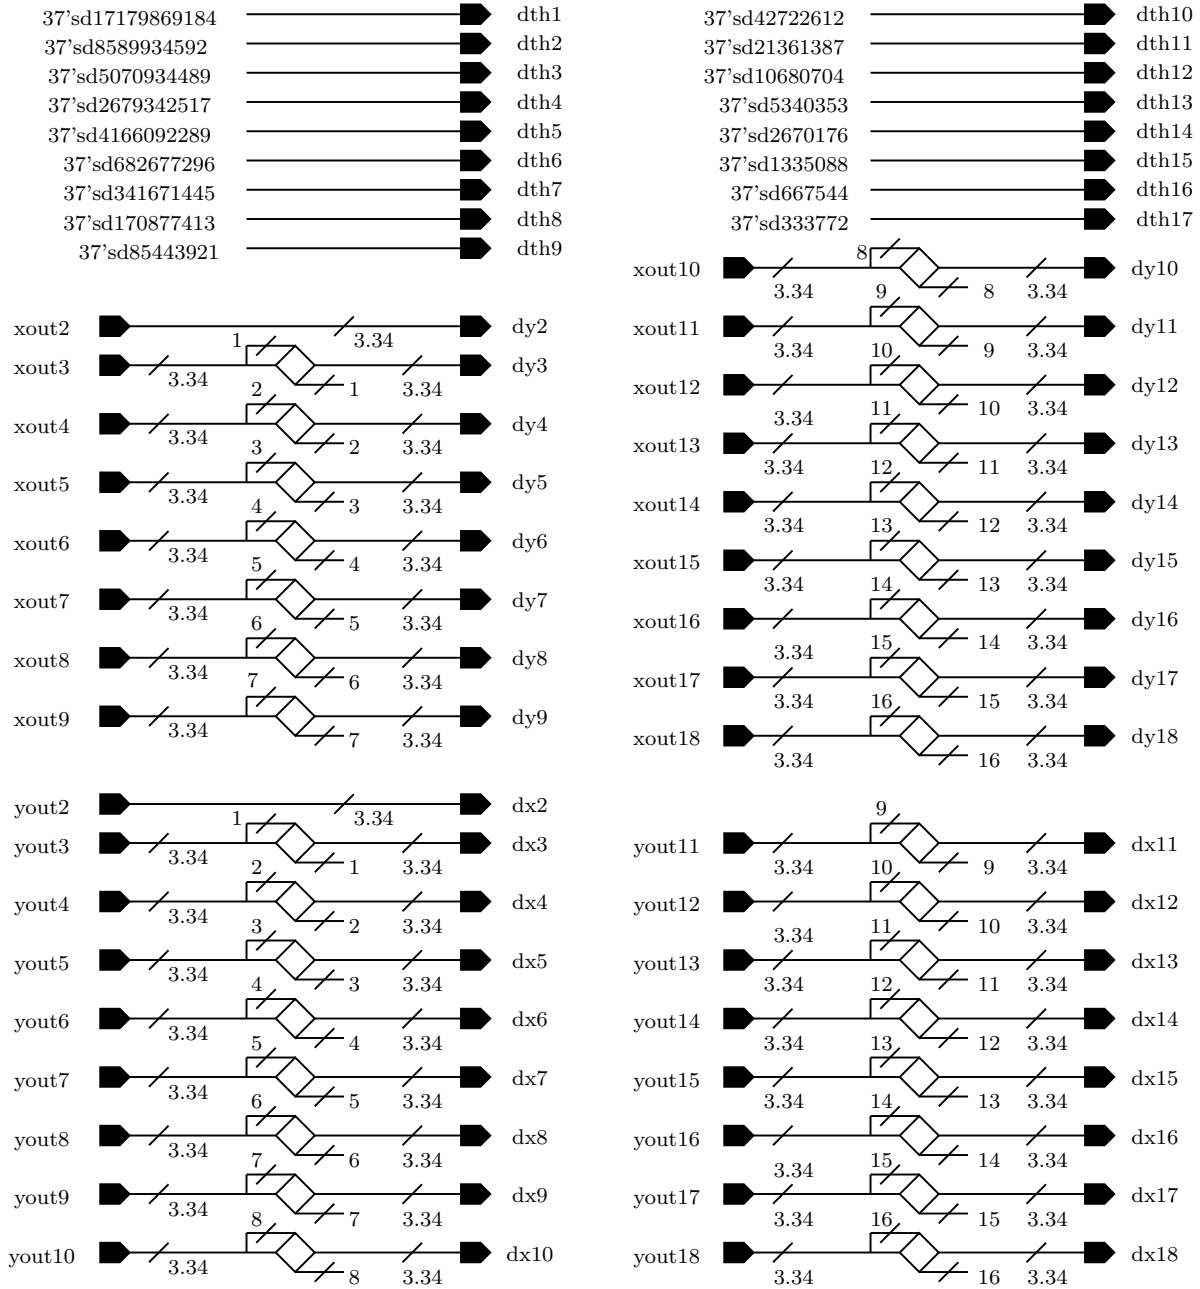 37'sd17179869184 dth1
37'sd8589934592 dth2
37'sd5070934489 dth3
37'sd2679342517 dth4
37'sd4166092289 dth5
37'sd682677296 dth6
37'sd341671445 dth7
37'sd170877413 dth8
37'sd85443921 dth9
xout2 3.34 dy2
1
xout3 3.34 1 3.34 dy3
2
xout4 3.34 2 3.34 dy4
3
xout5 3.34 3 3.34 dy5
4
xout6 3.34 4 3.34 dy6
5
xout7 3.34 5 3.34 dy7
6
xout8 3.34 6 3.34 dy8
7
xout9 3.34 7 3.34 dy9
37'sd42722612 dth10
37'sd21361387 dth11
37'sd10680704 dth12
37'sd5340353 dth13
37'sd2670176 dth14
37'sd1335088 dth15
37'sd667544 dth16
37'sd333772 dth17
8
xout10 3.34 8 3.34 dy10
9
xout11 3.34 9 3.34 dy11
10
xout12 3.34 10 3.34 dy12
11
xout13 3.34 11 3.34 dy13
12
xout14 3.34 12 3.34 dy14
13
xout15 3.34 13 3.34 dy15
14
xout16 3.34 14 3.34 dy16
15
xout17 3.34 15 3.34 dy17
16
xout18 3.34 16 3.34 dy18
yout2 3.34 dx2
1
yout3 3.34 1 3.34 dx3
2
yout4 3.34 2 3.34 dx4
3
yout5 3.34 3 3.34 dx5
4
yout6 3.34 4 3.34 dx6
5
yout7 3.34 5 3.34 dx7
6
yout8 3.34 6 3.34 dx8
7
yout9 3.34 7 3.34 dx9
8
yout10 3.34 8 3.34 dx10
9
yout11 3.34 9 3.34 dx11
10
yout12 3.34 10 3.34 dx12
11
yout13 3.34 11 3.34 dx13
12
yout14 3.34 12 3.34 dx14
13
yout15 3.34 13 3.34 dx15
14
yout16 3.34 14 3.34 dx16
15
yout17 3.34 15 3.34 dx17
16
yout18 3.34 16 3.34 dx18